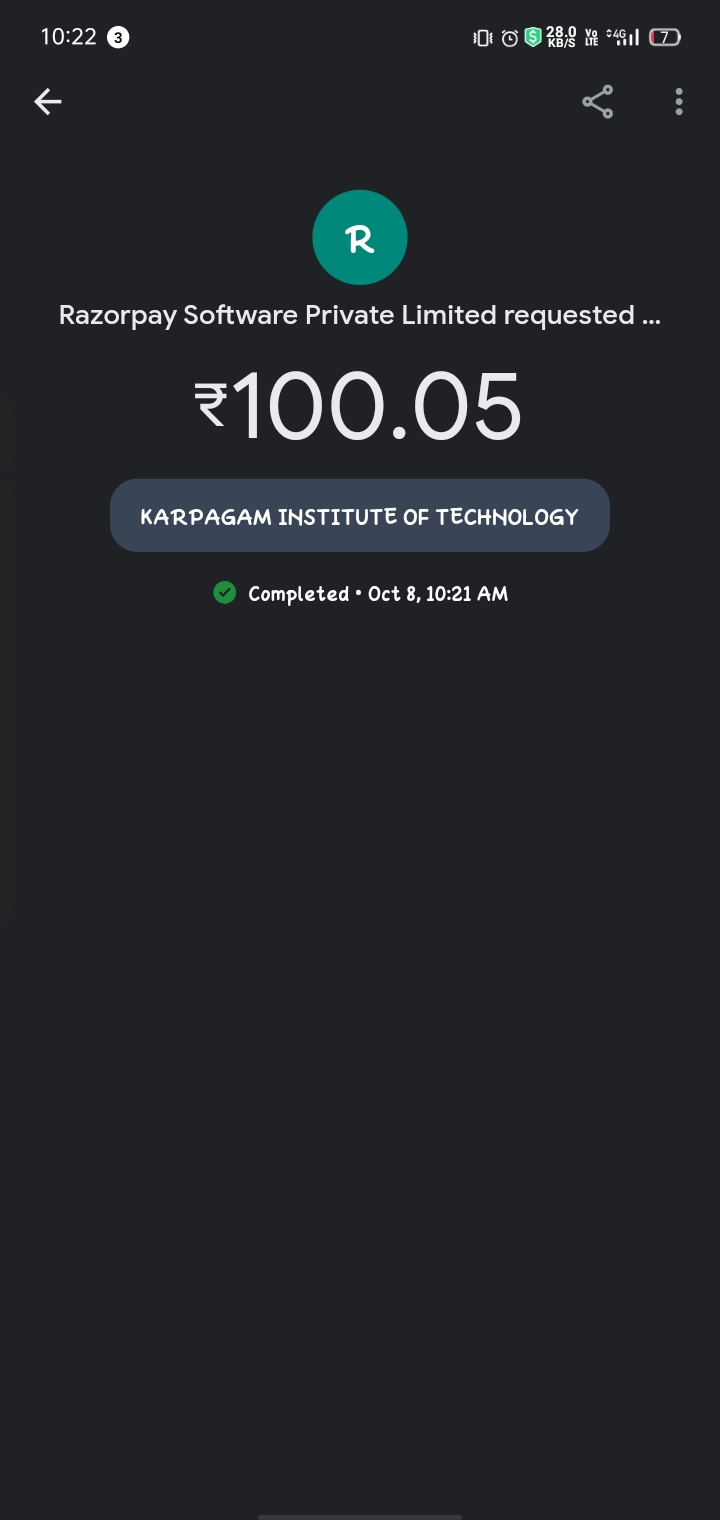 10:22 3 28.0 KB/S Vo LTE 4G 7
R
Razorpay Software Private Limited requested ...
₹100.05
KARPAGAM INSTITUTE OF TECHNOLOGY
Completed • Oct 8, 10:21 AM